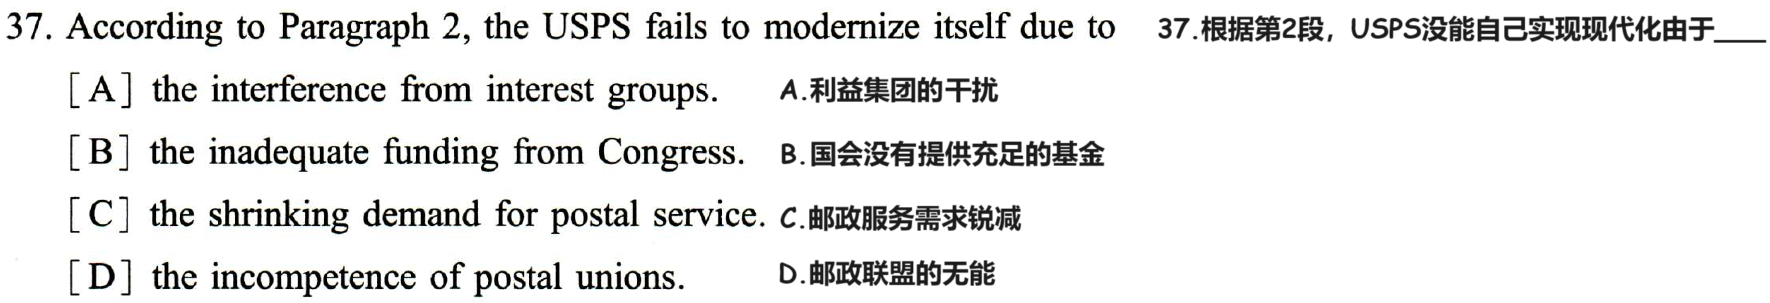 37. According to Paragraph 2, the USPS fails to modernize itself due to 37.根据第2段，USPS没能自己实现现代化由于____
[A] the interference from interest groups. A.利益集团的干扰
[B] the inadequate funding from Congress. B.国会没有提供充足的基金
[C] the shrinking demand for postal service. C.邮政服务需求锐减
[D] the incompetence of postal unions. D.邮政联盟的无能